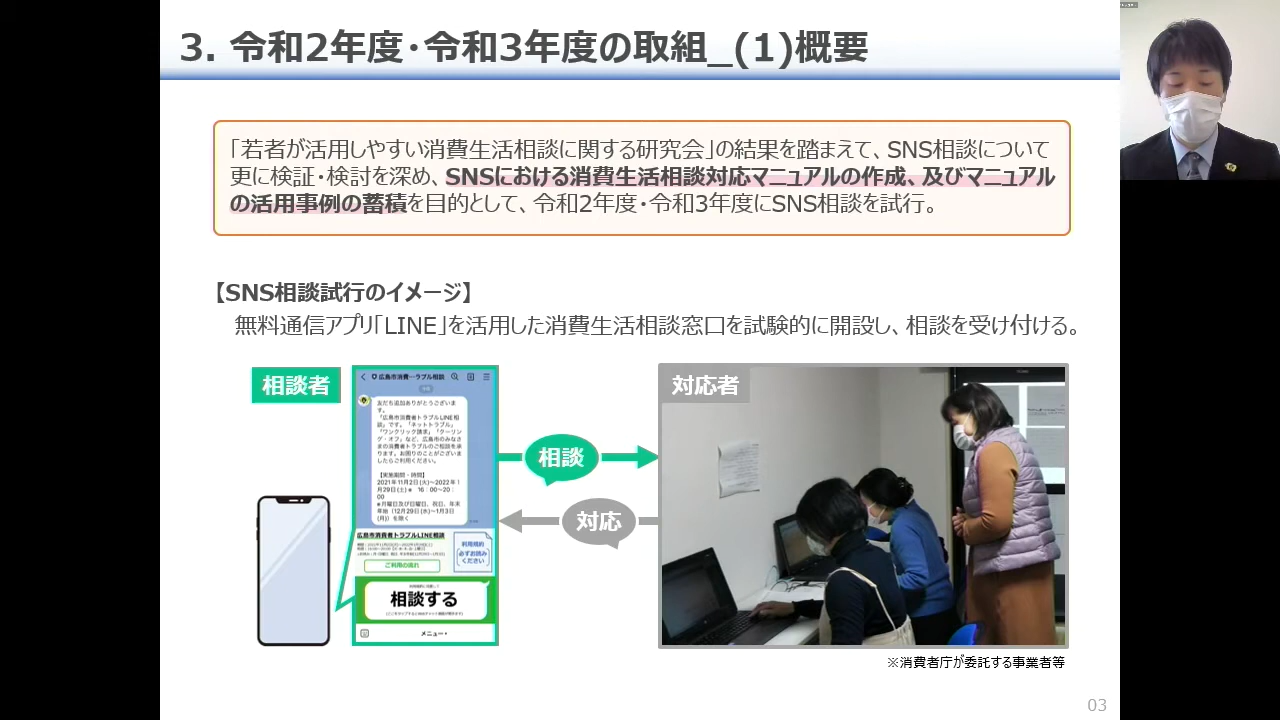 3. 令和2年度・令和3年度の取組_(1)概要
「若者が活用しやすい消費生活相談に関する研究会」の結果を踏まえて、SNS相談について
更に検証・検討を深め、SNSにおける消費生活相談対応マニュアルの作成、及びマニュアル
の活用事例の蓄積を目的として、令和2年度・令和3年度にSNS相談を試行。
【SNS相談試行のイメージ】
無料通信アプリ「LINE」を活用した消費生活相談窓口を試験的に開設し、相談を受け付ける。
相談者
広島市消費…ラブル相談
友だち追加ありがとうございま
す。
「広島市消費者トラブルLINE相
談」です。「ネットトラブル」
「ワンクリック請求」「クーリン
グ・オフ」など、広島市のみなさ
まの消費者トラブルのご相談を承
ります。お困りのことがございま
したらご利用ください。
【実施期間・時間】
2021年11月2日(火)～2022年1
月29日(土)※ 16:00～20:
00
※月曜日及び日曜日、祝日、年末
年始（12月29日(水)～1月3日
(月)）を除く
広島市消費者トラブルLINE相談
ご利用の流れ
利用規約
必ずお読み
ください
相談する
メニュー
相談
対応
対応者
※消費者庁が委託する事業者等
03